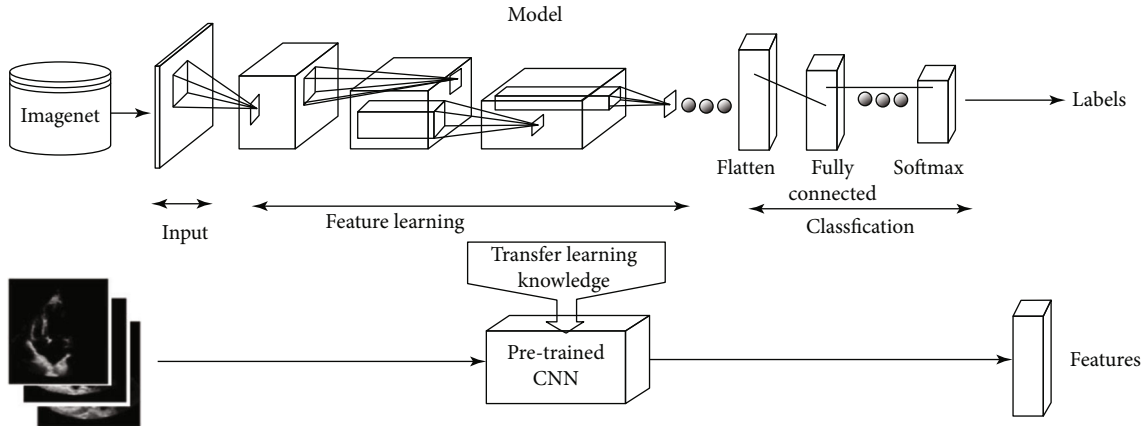 Model
Imagenet
Labels
Flatten
Fully
connected
Softmax
Input
Feature learning
Classfication
Transfer learning
knowledge
Pre-trained
CNN
Features